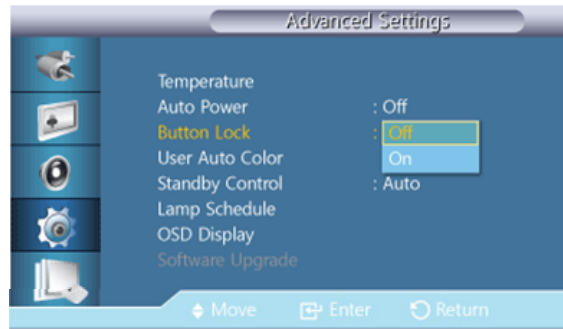 Advanced Settings
Temperature
Auto Power : Off
Button Lock : Off
On
User Auto Color
Standby Control : Auto
Lamp Schedule
OSD Display
Software Upgrade
Move Enter Return